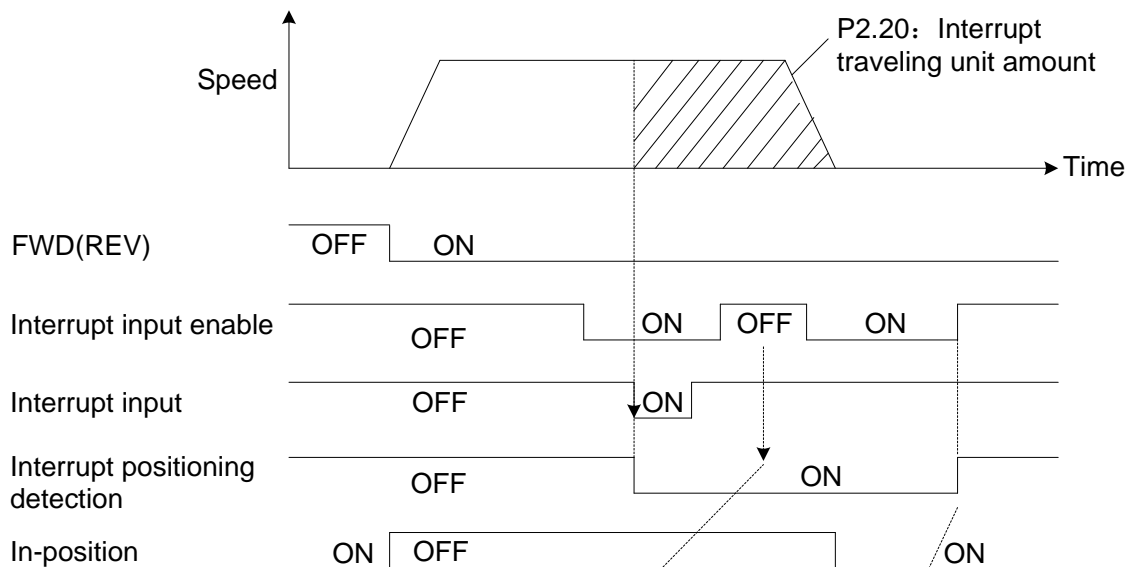 P2.20：Interrupt
traveling unit amount
Speed
Time
FWD(REV) OFF ON
Interrupt input enable OFF ON OFF ON
Interrupt input OFF ON
Interrupt positioning
detection OFF ON
In-position ON OFF ON